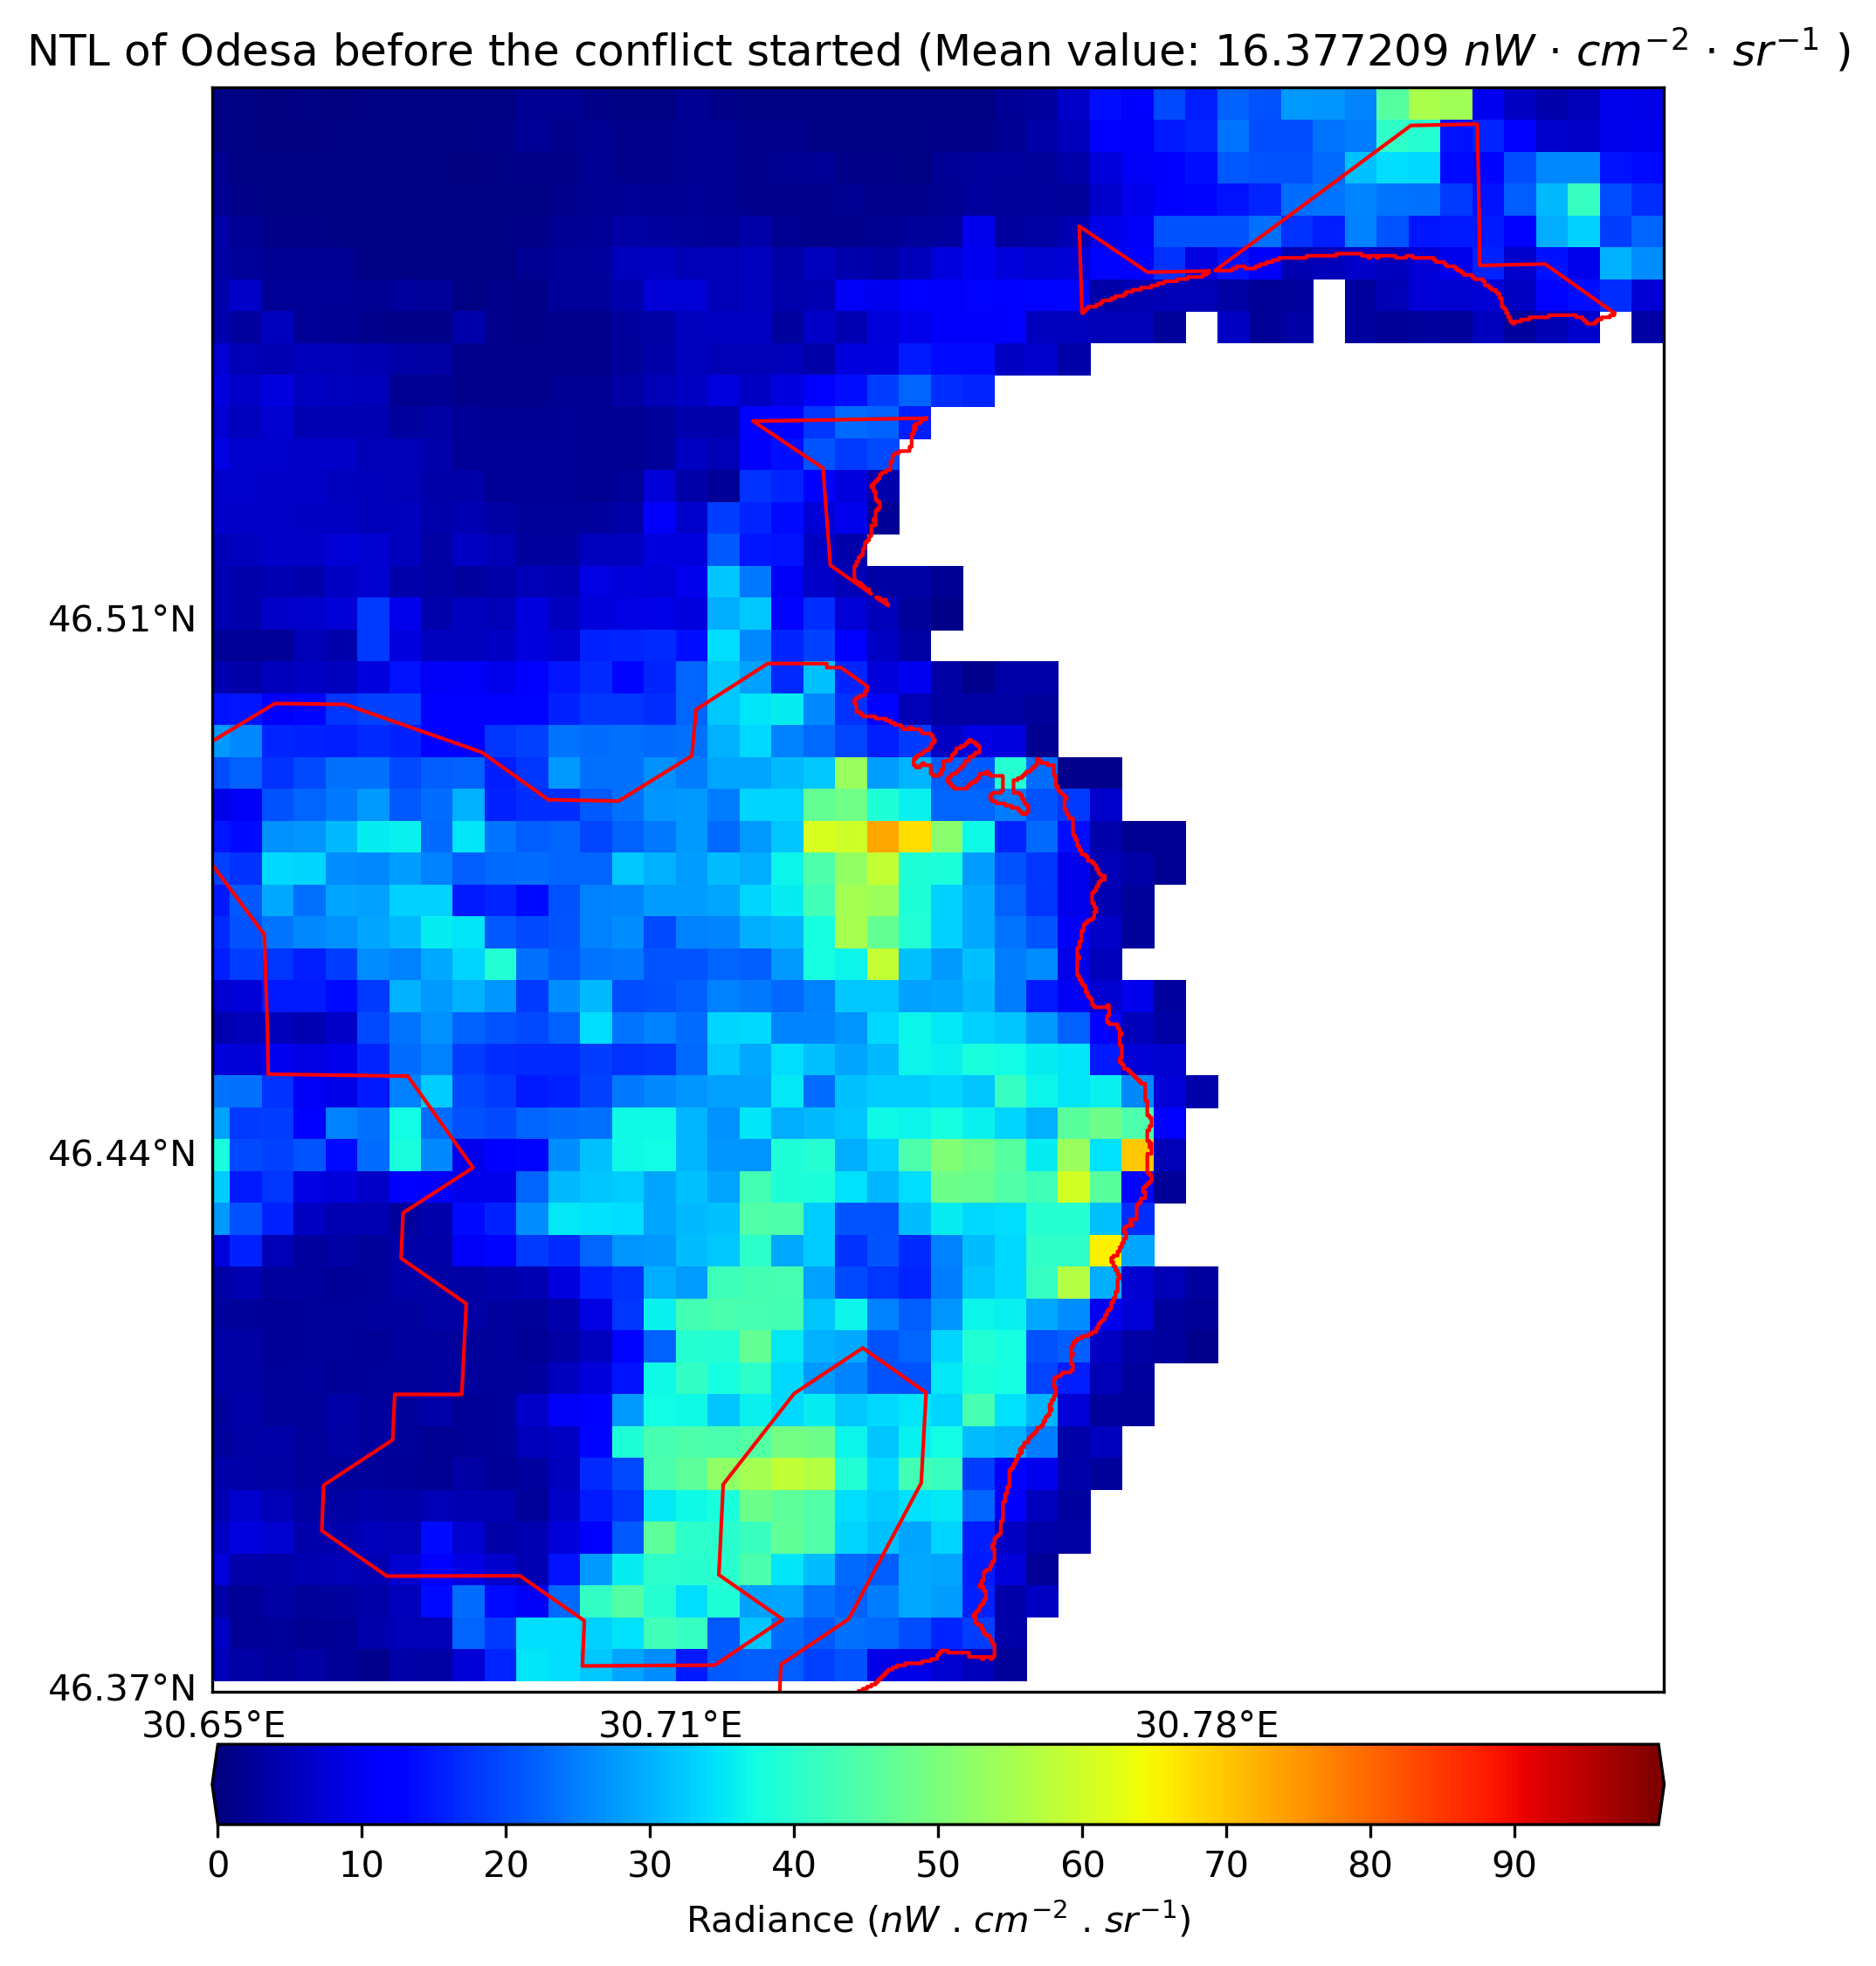 NTL of Odesa before the conflict started (Mean value: 16.377209 nW · cm⁻² · sr⁻¹ )
46.51°N
46.44°N
46.37°N
30.65°E 30.71°E 30.78°E
0 10 20 30 40 50 60 70 80 90
Radiance (nW . cm⁻² . sr⁻¹)